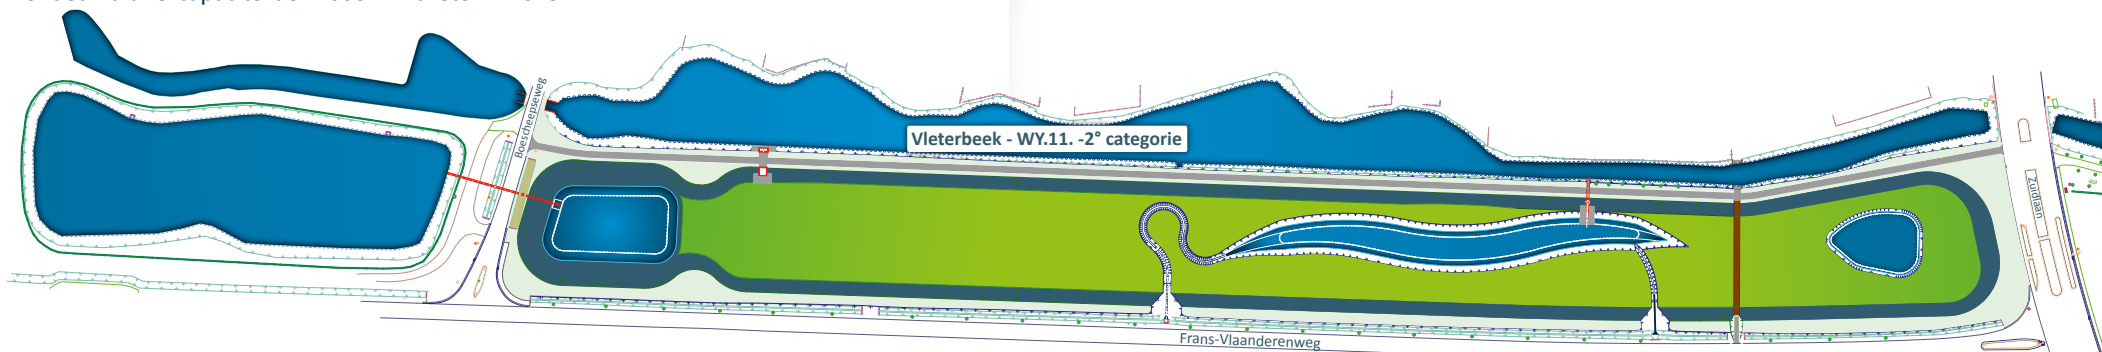 Boescheepseweg
Vleterbeek - WY.11. -2° categorie
Zuidlaan
Frans-Vlaanderenweg